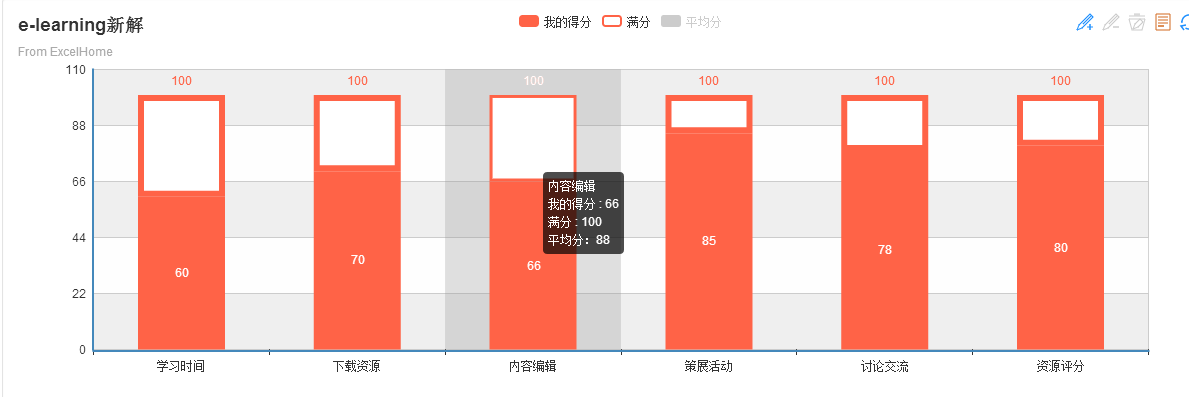 e-learning新解
From ExcelHome
我的得分 满分 平均分
110
88
66
44
22
0
100 100 100 100 100 100
60 70 66 85 78 80
内容编辑
我的得分 : 66
满分 : 100
平均分：88
学习时间 下载资源 内容编辑 策展活动 讨论交流 资源评分